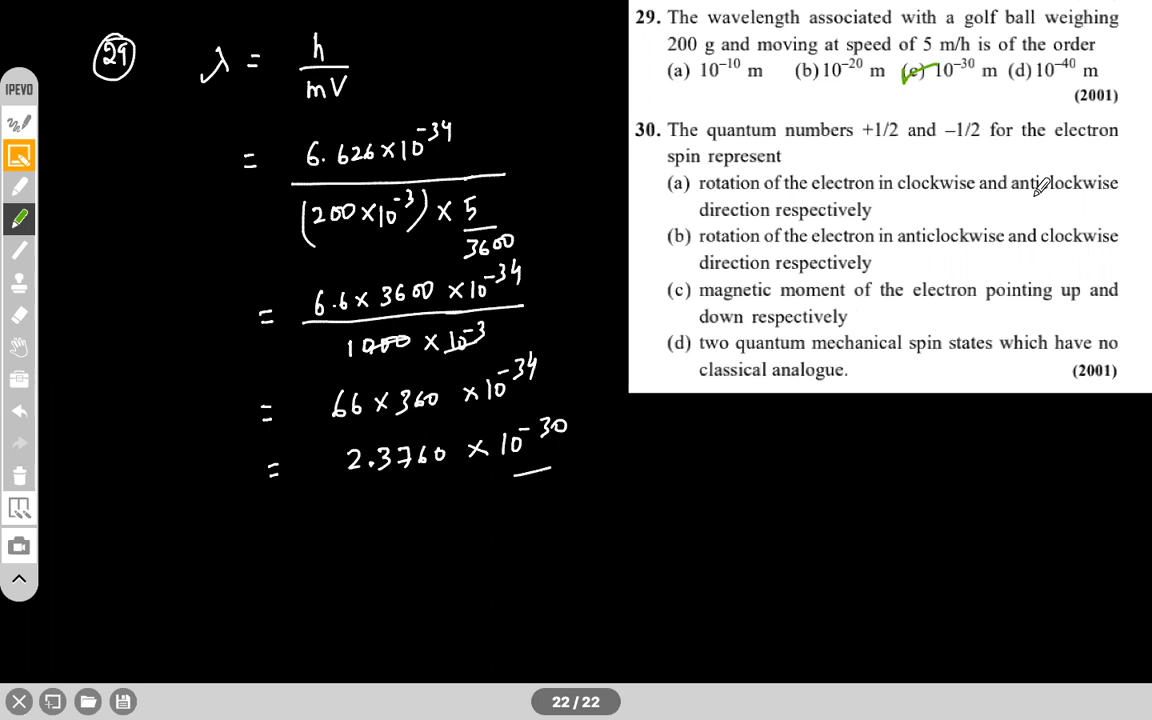 IPEVO
(29) λ = h / mV
= 6.626 × 10⁻³⁴ / (200 × 10⁻³) × 5/3600
= 6.6 × 3600 × 10⁻³⁴ / 1000 × 10⁻³
= 66 × 360 × 10⁻³⁴
= 2.3760 × 10⁻³⁰
29. The wavelength associated with a golf ball weighing
200 g and moving at speed of 5 m/h is of the order
(a) 10⁻¹⁰ m (b) 10⁻²⁰ m (c) 10⁻³⁰ m (d) 10⁻⁴⁰ m
(2001)
30. The quantum numbers +1/2 and –1/2 for the electron
spin represent
(a) rotation of the electron in clockwise and anticlockwise
direction respectively
(b) rotation of the electron in anticlockwise and clockwise
direction respectively
(c) magnetic moment of the electron pointing up and
down respectively
(d) two quantum mechanical spin states which have no
classical analogue. (2001)
22 / 22